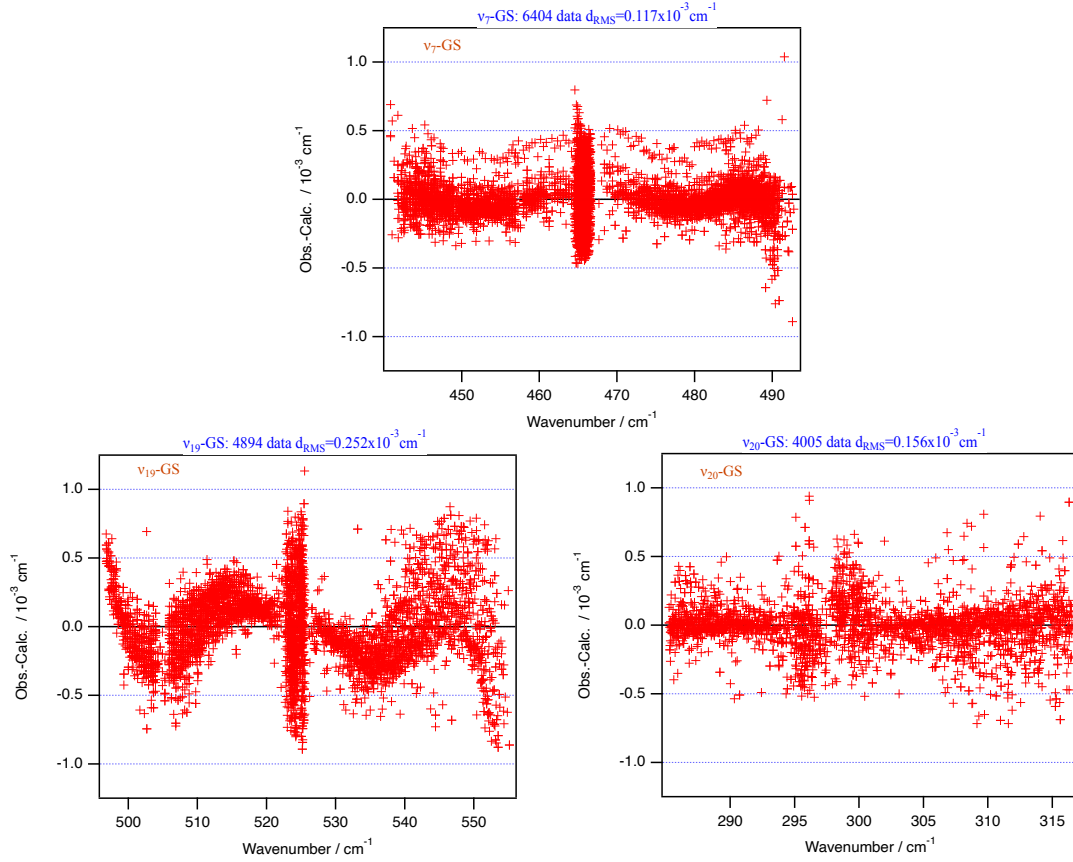 ν₇-GS: 6404 data d_RMS=0.117x10⁻³ cm⁻¹
ν₇-GS
1.0
0.5
0.0
-0.5
-1.0
Obs.-Calc. / 10⁻³ cm⁻¹
450
460
470
480
490
Wavenumber / cm⁻¹
ν₁₉-GS: 4894 data d_RMS=0.252x10⁻³ cm⁻¹
ν₁₉-GS
1.0
0.5
0.0
-0.5
-1.0
Obs.-Calc. / 10⁻³ cm⁻¹
500
510
520
530
540
550
Wavenumber / cm⁻¹
ν₂₀-GS: 4005 data d_RMS=0.156x10⁻³ cm⁻¹
ν₂₀-GS
1.0
0.5
0.0
-0.5
-1.0
Obs.-Calc. / 10⁻³ cm⁻¹
290
295
300
305
310
315
Wavenumber / cm⁻¹